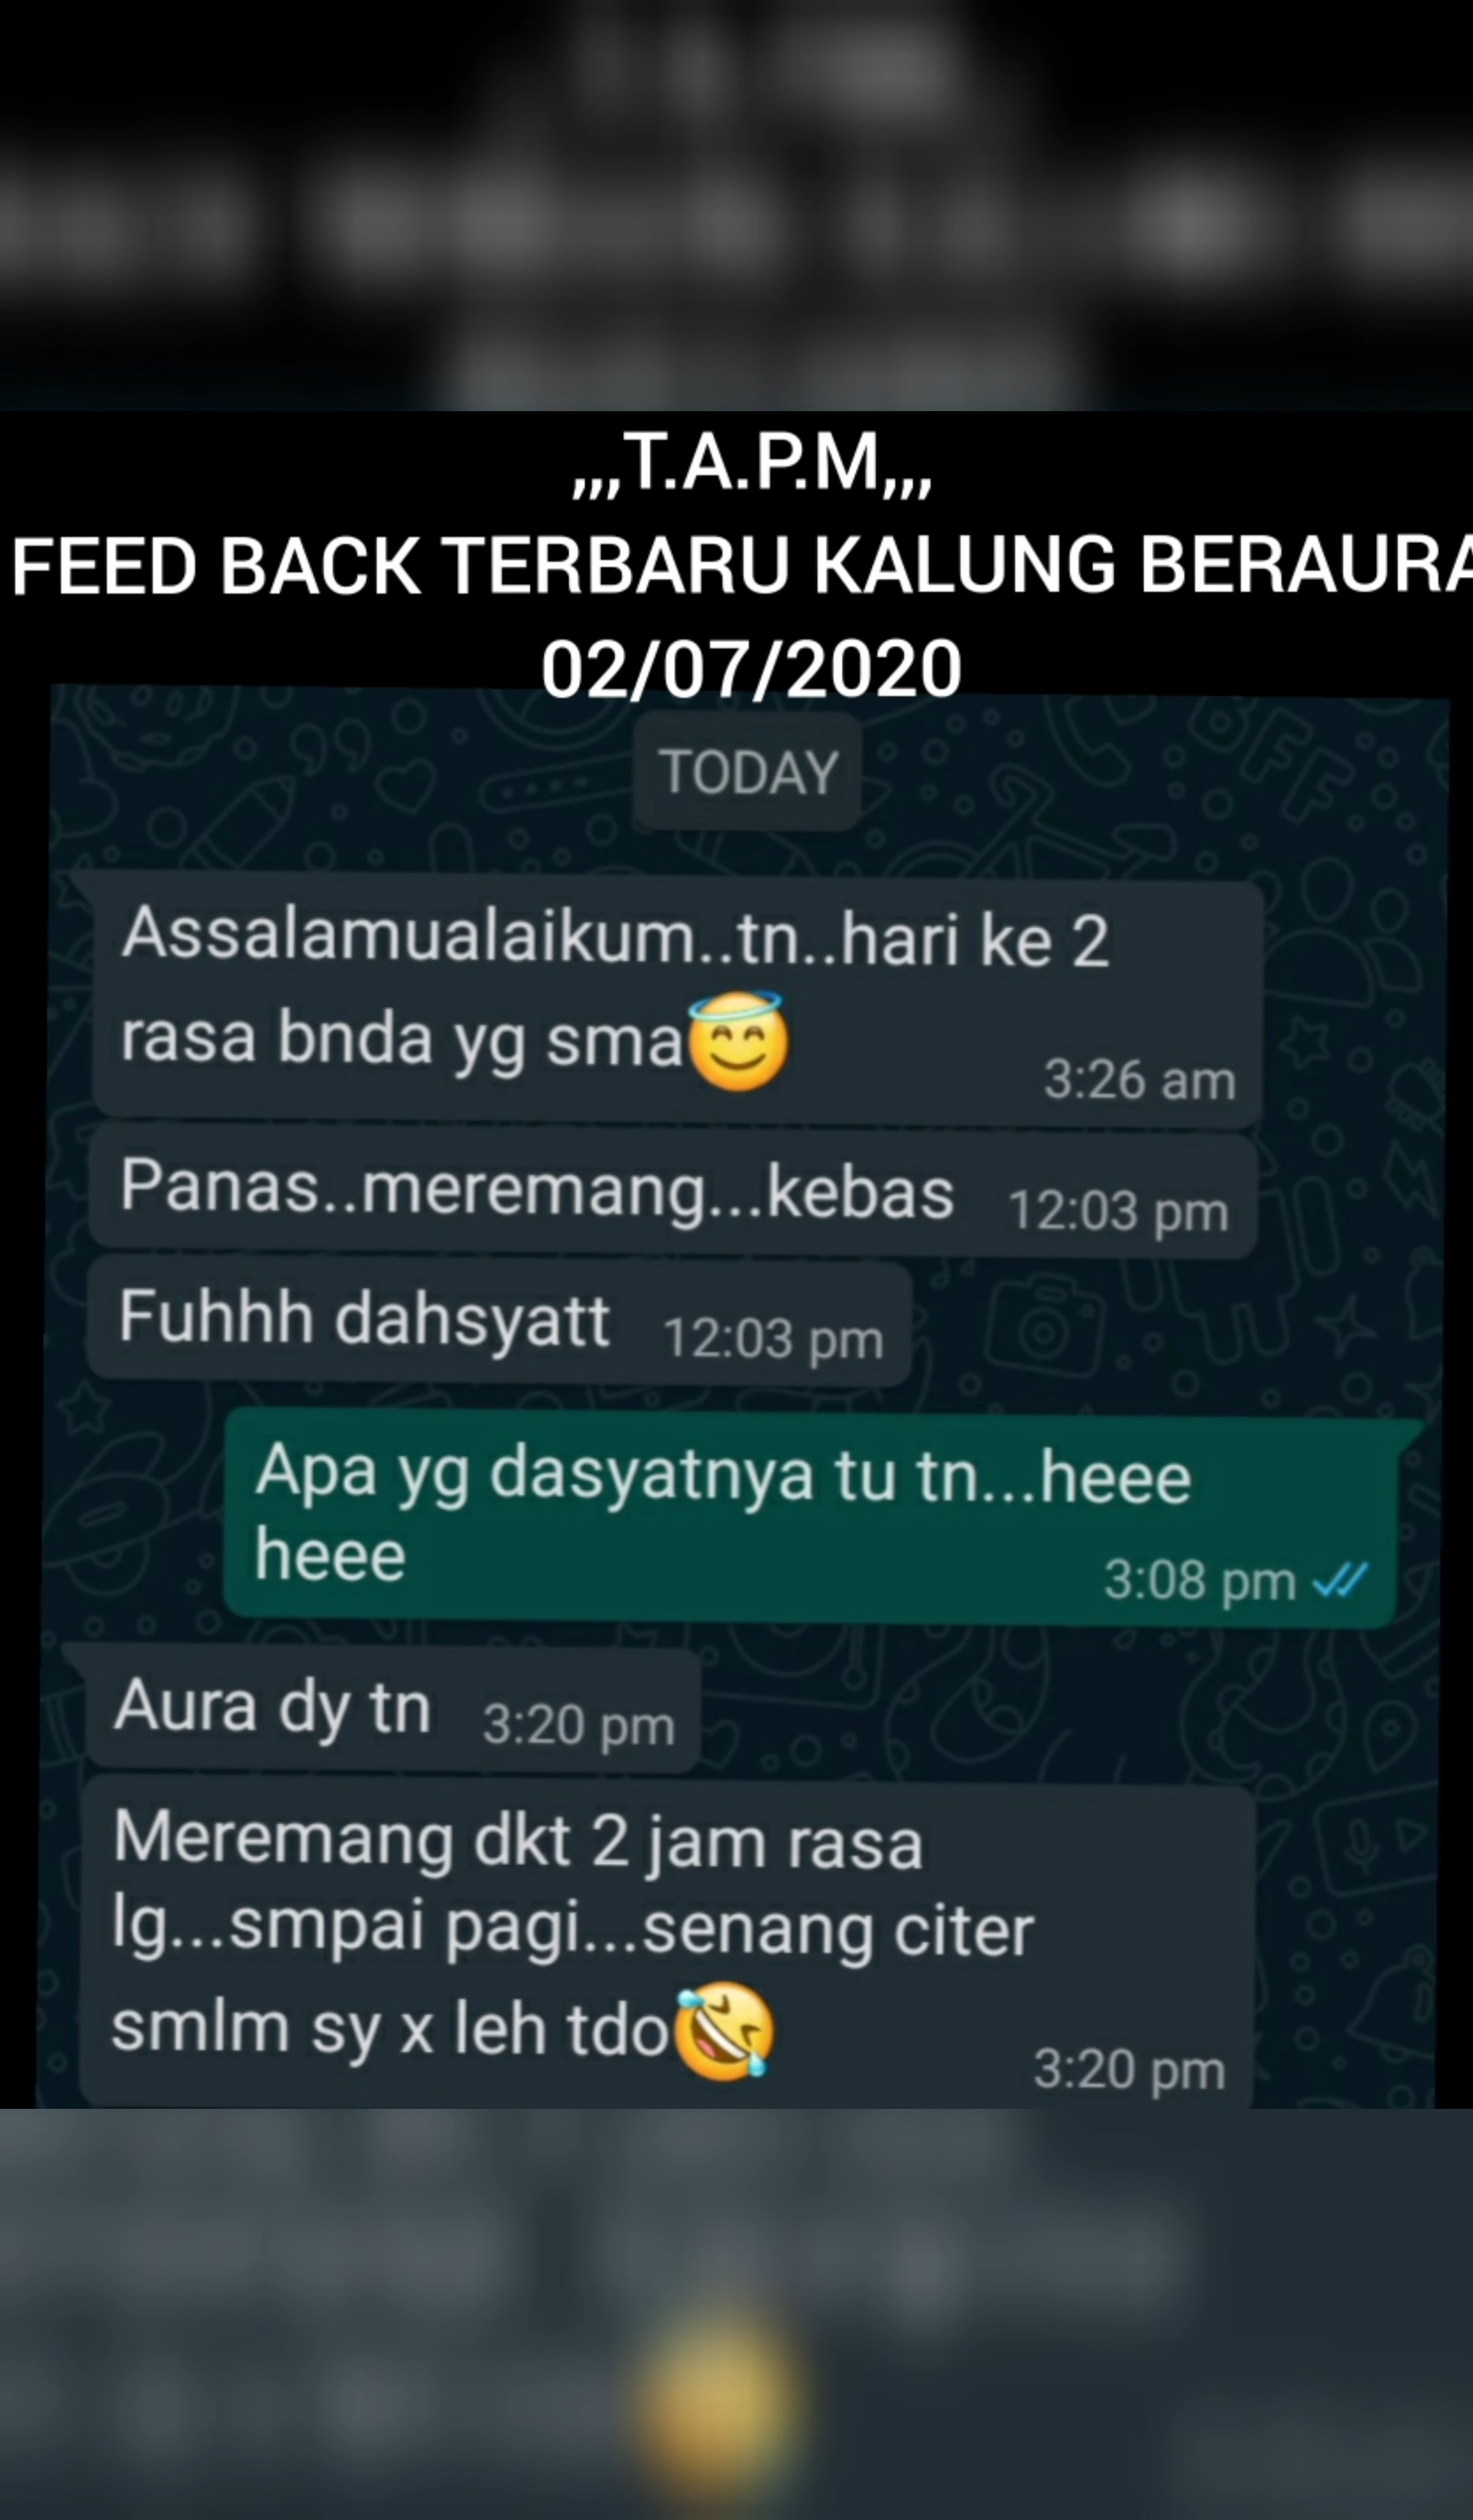 ,,,T.A.P.M,,,
FEED BACK TERBARU KALUNG BERAURA
02/07/2020
TODAY
Assalamualaikum..tn..hari ke 2
rasa bnda yg sma😇
3:26 am
Panas..meremang...kebas 12:03 pm
Fuhhh dahsyatt 12:03 pm
Apa yg dasyatnya tu tn...heee
heee
3:08 pm
Aura dy tn 3:20 pm
Meremang dkt 2 jam rasa
lg...smpai pagi...senang citer
smlm sy x leh tdo🤣
3:20 pm